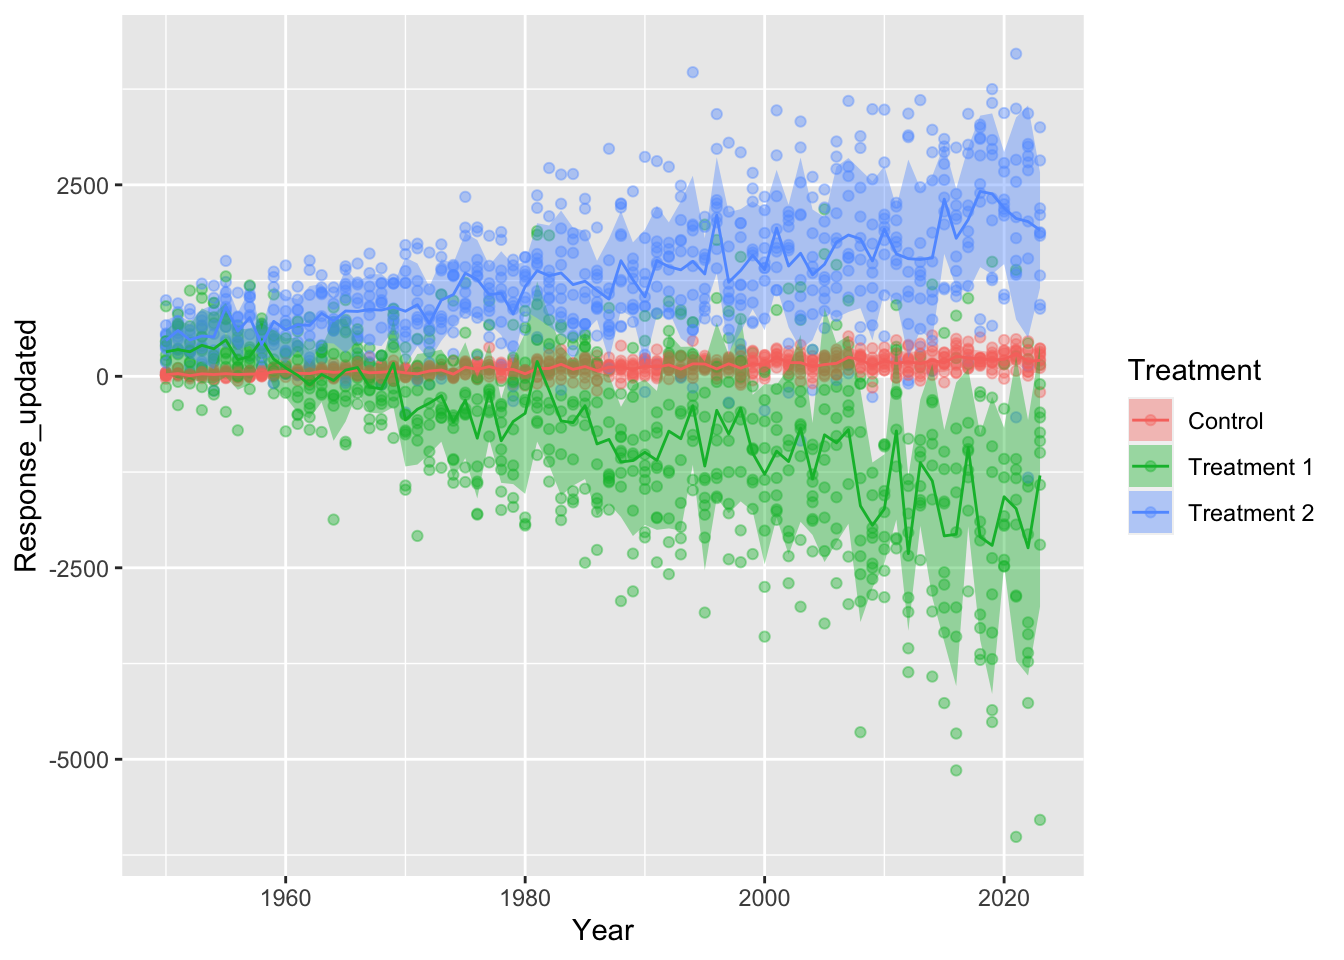 2500
0
-2500
-5000
Response_updated
1960
1980
2000
2020
Year
Treatment
Control
Treatment 1
Treatment 2